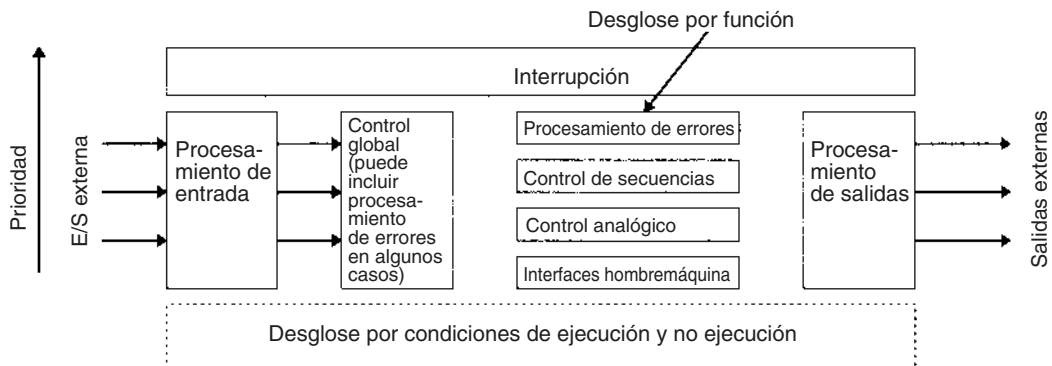 Desglose por función
Interrupción
Prioridad
E/S externa
Procesa-
miento de
entrada
Control
global
(puede
incluir
procesa-
miento
de errores
en algunos
casos)
Procesamiento de errores
Control de secuencias
Control analógico
Interfaces hombremáquina
Procesa-
miento
de salidas
Salidas externas
Desglose por condiciones de ejecución y no ejecución